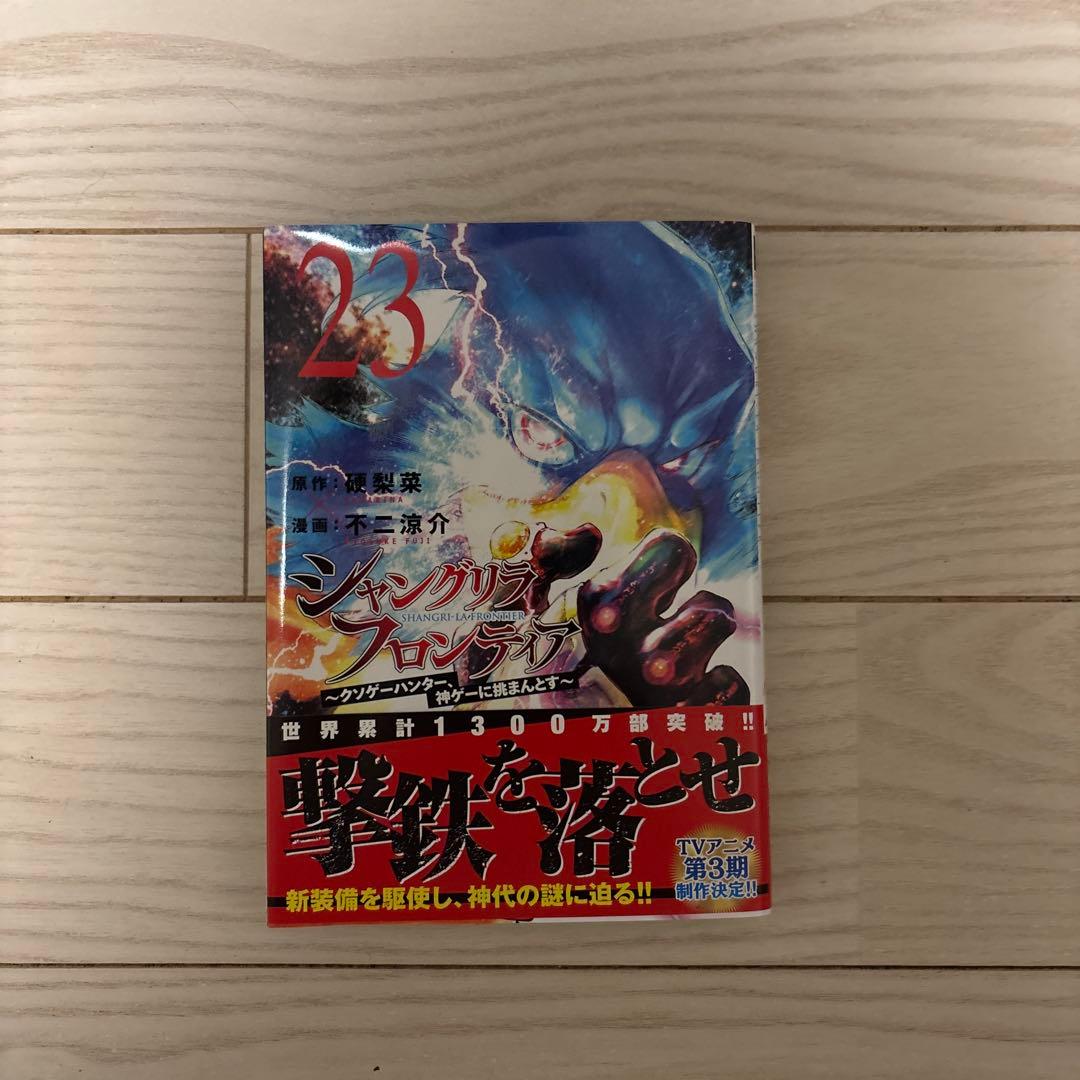 23
原作：硬梨菜
KATARINA
漫画：不二涼介
RYOSUKE FUJI
シャングリラ・
SHANGRI-LA FRONTIER
フロンティア
〜クソゲーハンター、
神ゲーに挑まんとす〜
世界累計1300万部突破!!
撃鉄を落とせ
TVアニメ
第3期
制作決定!!
新装備を駆使し、神代の謎に迫る!!